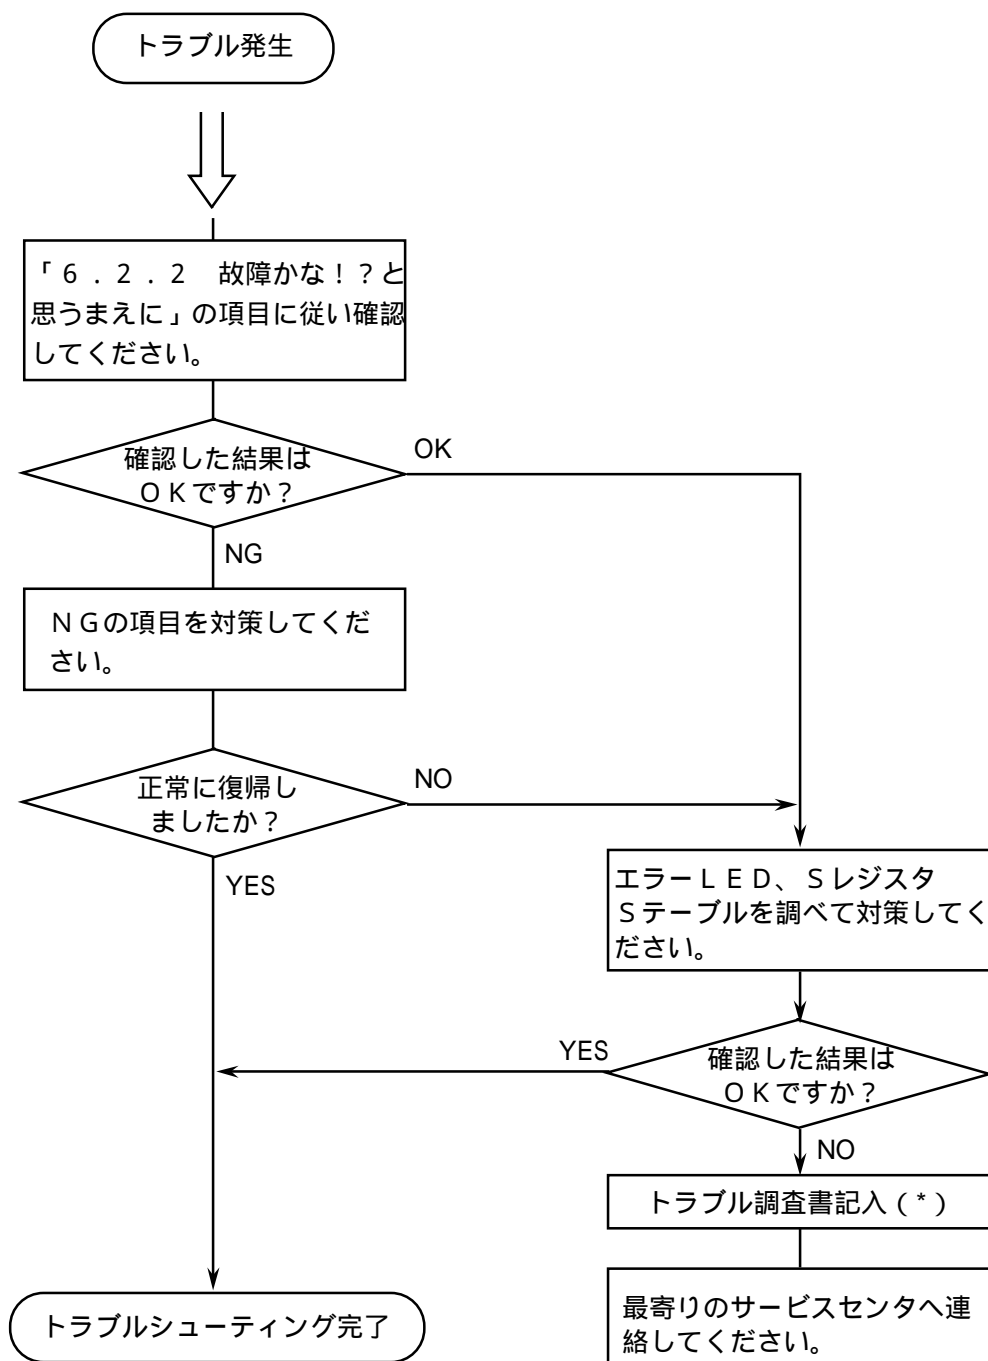 トラブル発生
「６．２．２　故障かな！？と
思うまえに」の項目に従い確認
してください。
確認した結果は
ＯＫですか？
OK
NG
ＮＧの項目を対策してくだ
さい。
正常に復帰し
ましたか？
NO
YES
エラーＬＥＤ、Ｓレジスタ
Ｓテーブルを調べて対策してく
ださい。
YES
確認した結果は
ＯＫですか？
NO
トラブル調査書記入（＊）
トラブルシューティング完了
最寄りのサービスセンタへ連
絡してください。